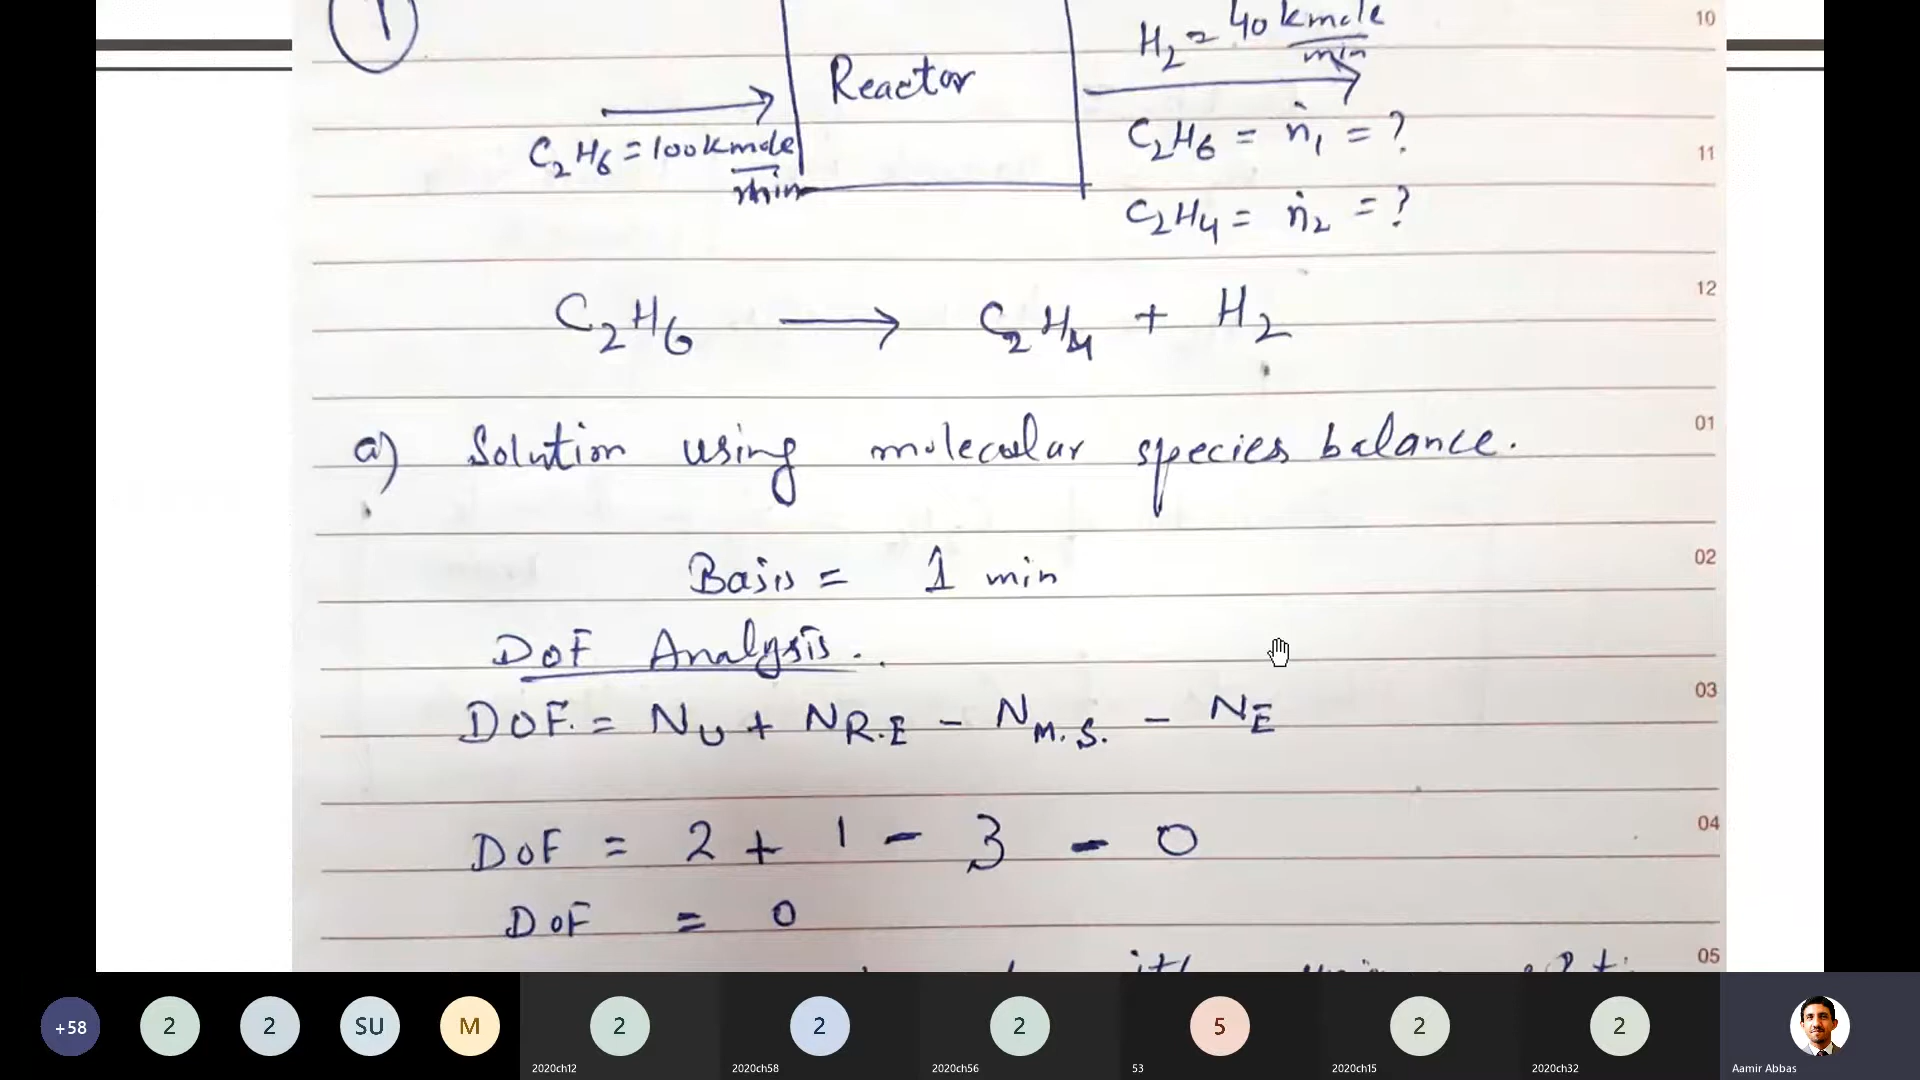 1
Reactor
C2H6 = 100 kmole/min
H2 = 40 kmole/min
C2H6 = ṅ1 = ?
C2H4 = ṅ2 = ?
C2H6 → C2H4 + H2
a) Solution using molecular species balance.
Basis = 1 min
DoF Analysis.
DOF. = NU + NR.E - NM.S. - NE
DoF = 2 + 1 - 3 - 0
DoF = 0
10
11
12
01
02
03
04
05
+58
2
2
SU
M
2
2020ch12
2
2020ch58
2
2020ch56
5
53
2
2020ch15
2
2020ch32
Aamir Abbas